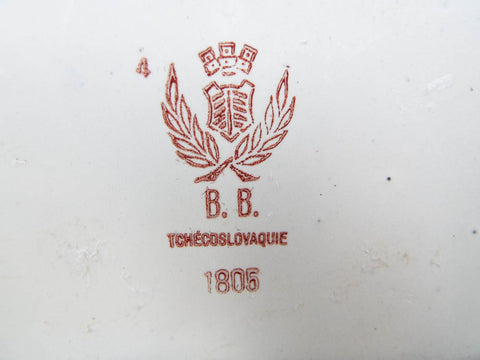 4
B. B.
TCHÉCOSLOVAQUIE
1805